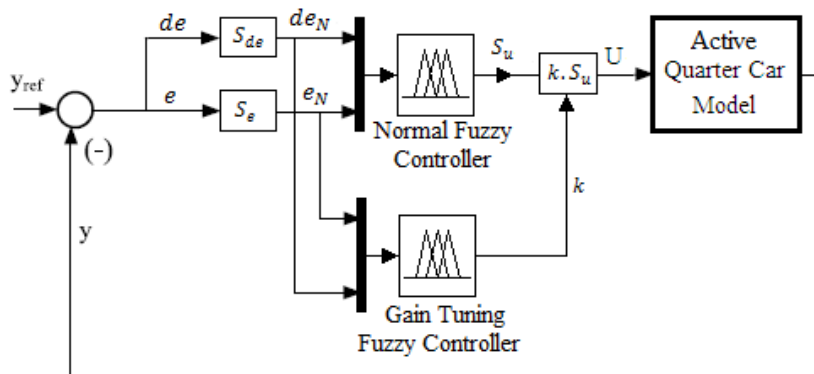 de
S_de
de_N
y_ref
e
S_e
e_N
(-)
y
S_u
k.S_u
U
Active
Quarter Car
Model
Normal Fuzzy
Controller
k
Gain Tuning
Fuzzy Controller